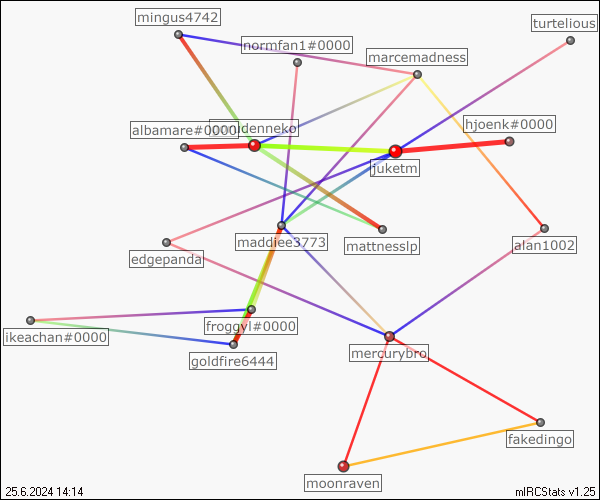 mingus4742
turtelious
normfan1#0000
marcemadness
hjoenk#0000
albamare#0000
denneko
juketm
maddiee3773
mattnesslp
alan1002
edgepanda
froggyl#0000
ikeachan#0000
mercurybro
goldfire6444
fakedingo
moonraven
25.6.2024 14:14
mIRCStats v1.25